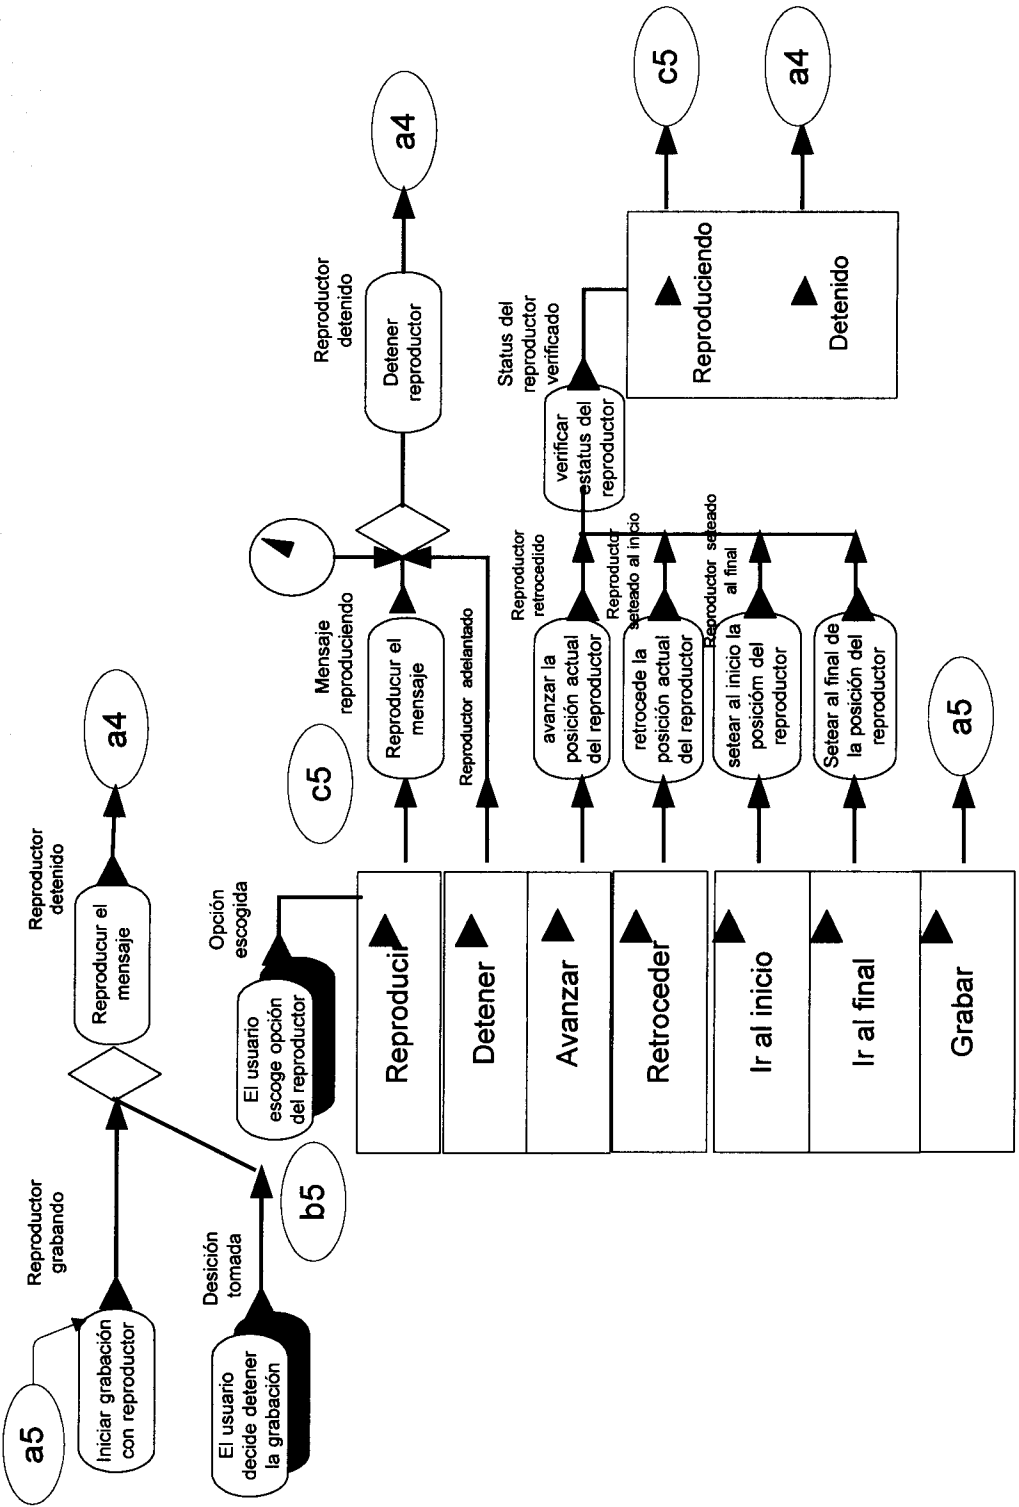 a5
Iniciar grabación
con reproductor
Reproductor
grabando
Reproducur el
mensaje
Reproductor
detenido
a4
El usuario
decide detener
la grabación
Desición
tomada
b5
El usuario
escoge opción
del reproductor
Opción
escogida
c5
Reproducir
Reproducur el
mensaje
Mensaje
reproduciendo
Detener
reproductor
Reproductor
detenido
a4
Detener
Reproductor adelantado
Avanzar
avanzar la
posición actual
del reproductor
Reproductor
retrocedido
Retroceder
retrocede la
posición actual
del reproductor
Reproductor
seteado al inicio
Ir al inicio
setear al inicio la
posicióm del
reproductor
Reproductor seteado
al final
Ir al final
Setear al final de
la posición del
reproductor
Grabar
a5
verificar
estatus del
reproductor
Status del
reproductor
verificado
Reproduciendo
c5
Detenido
a4